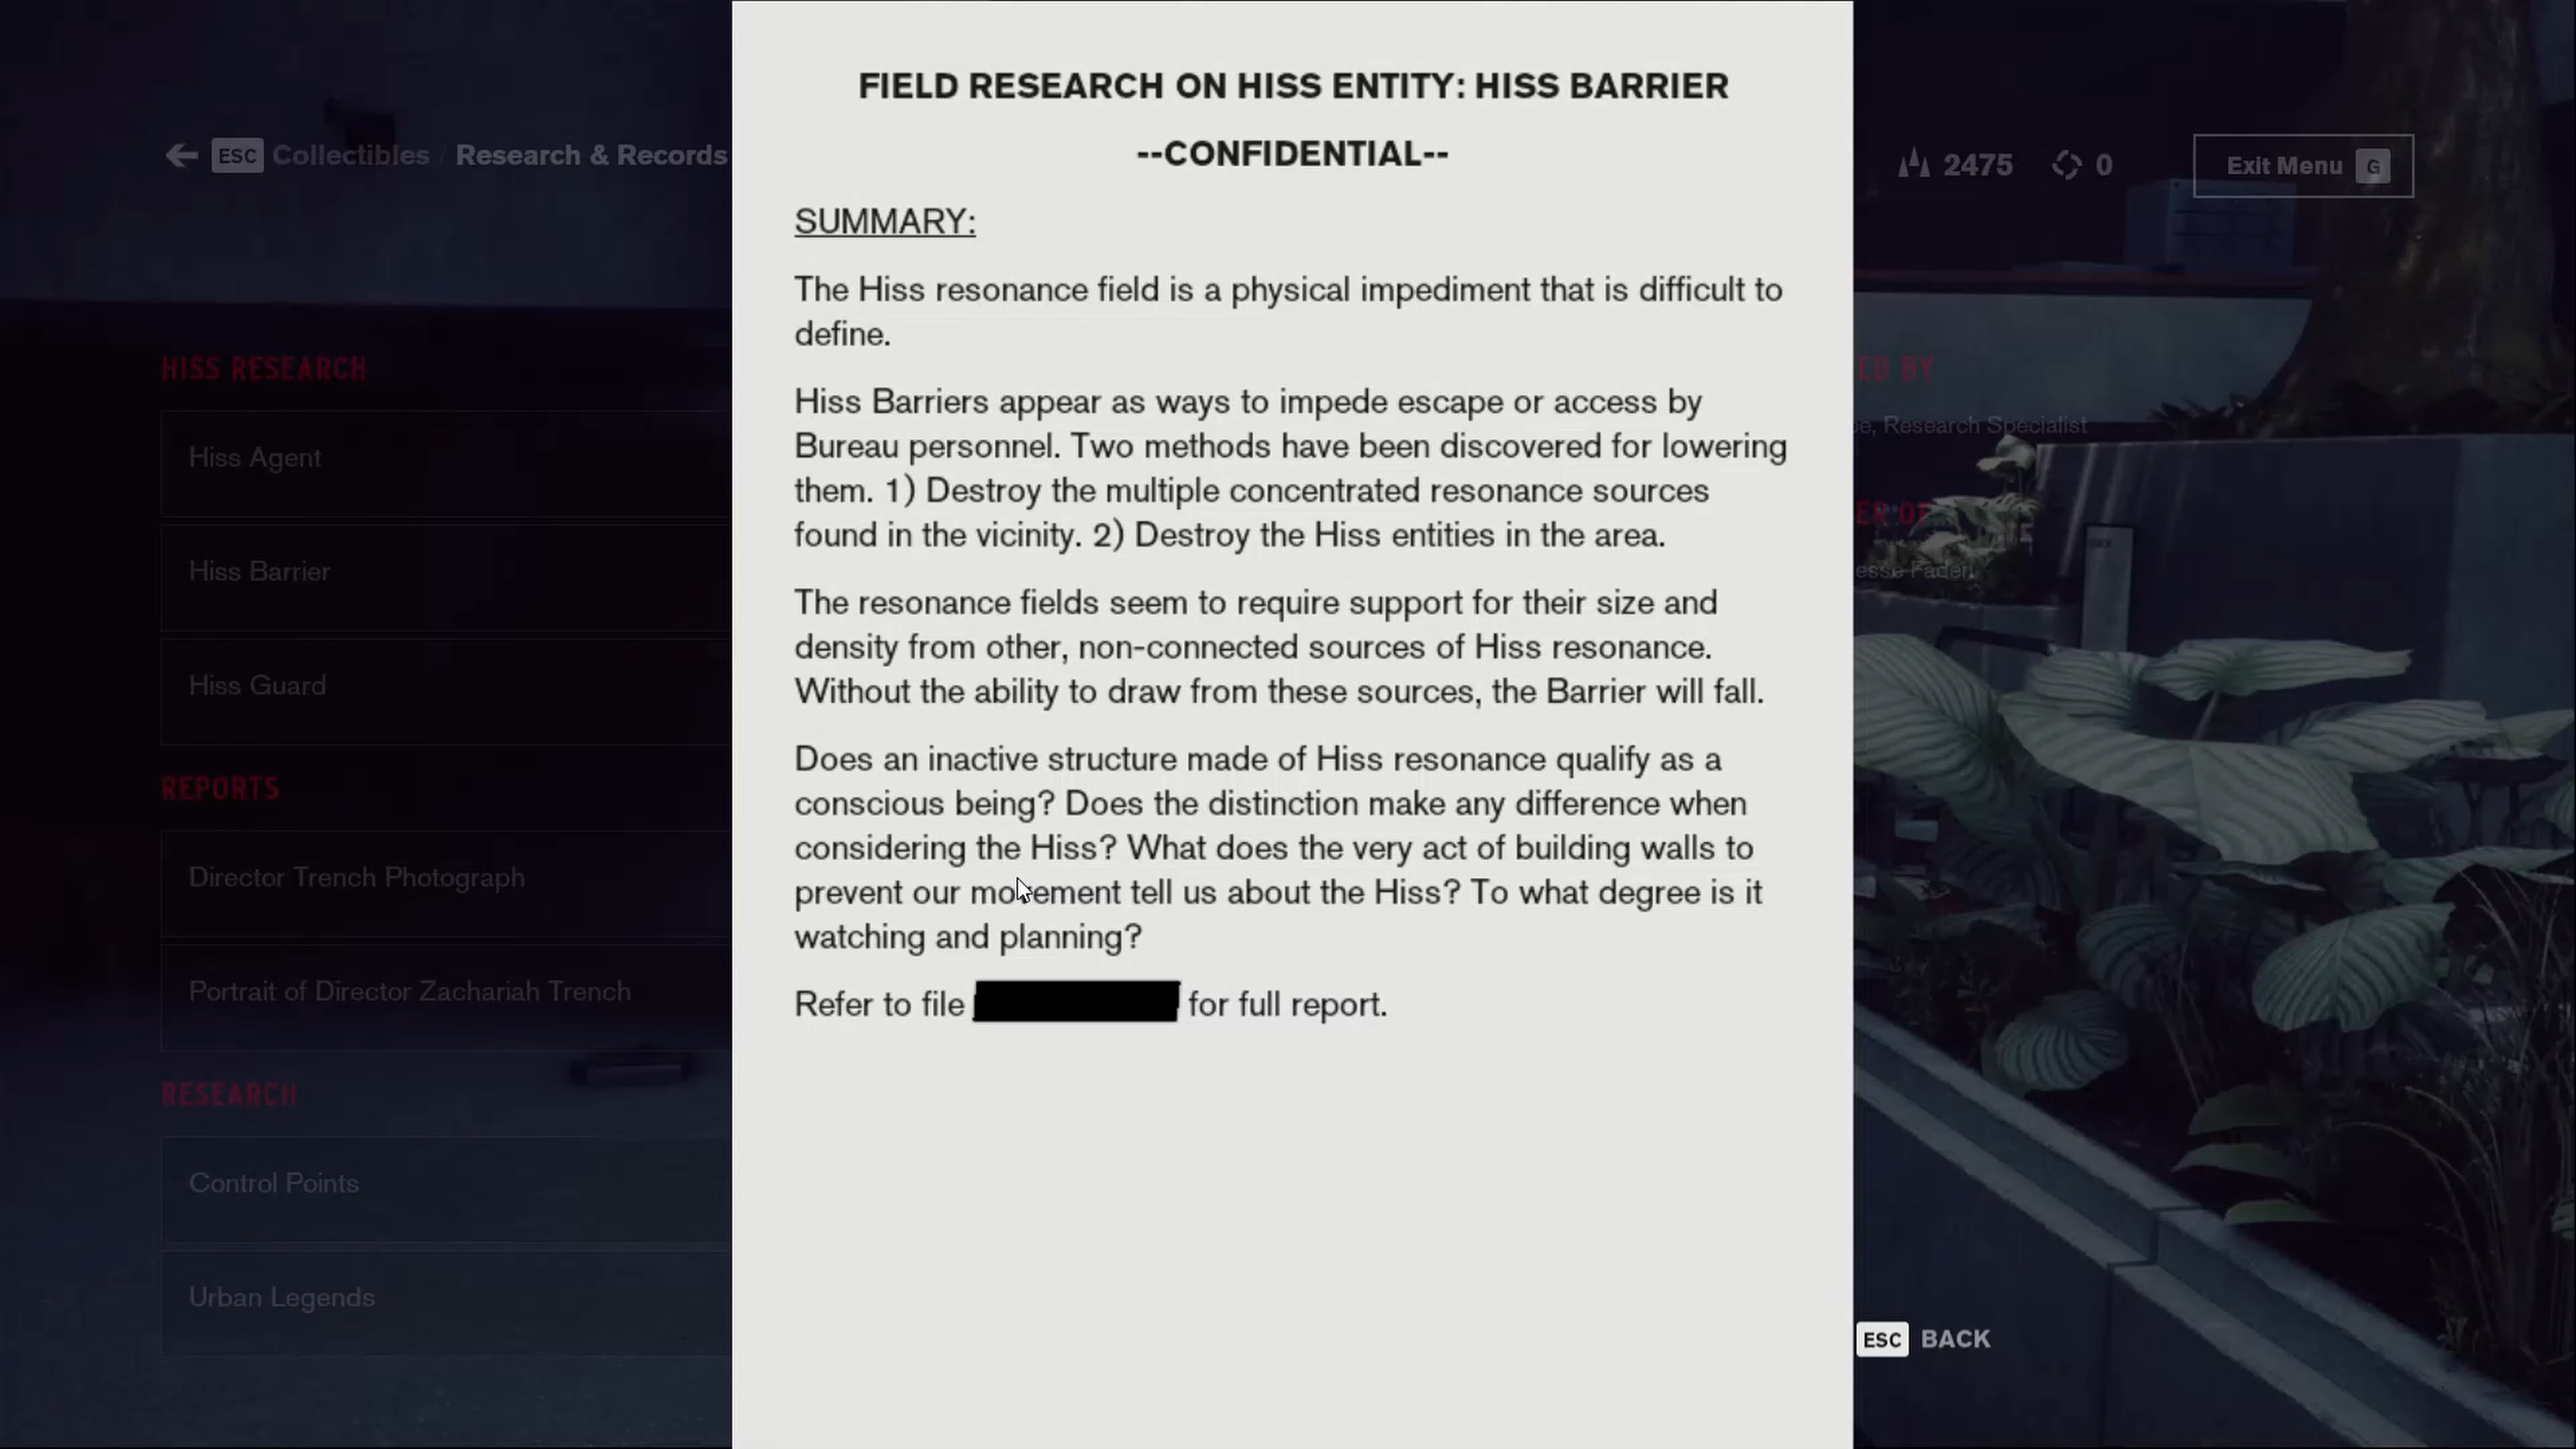 FIELD RESEARCH ON HISS ENTITY: HISS BARRIER
--CONFIDENTIAL--
SUMMARY:
The Hiss resonance field is a physical impediment that is difficult to
define.
Hiss Barriers appear as ways to impede escape or access by
Bureau personnel. Two methods have been discovered for lowering
them. 1) Destroy the multiple concentrated resonance sources
found in the vicinity. 2) Destroy the Hiss entities in the area.
The resonance fields seem to require support for their size and
density from other, non-connected sources of Hiss resonance.
Without the ability to draw from these sources, the Barrier will fall.
Does an inactive structure made of Hiss resonance qualify as a
conscious being? Does the distinction make any difference when
considering the Hiss? What does the very act of building walls to
prevent our movement tell us about the Hiss? To what degree is it
watching and planning?
Refer to file for full report.
ESC Collectibles / Research & Records
HISS RESEARCH
Hiss Agent
Hiss Barrier
Hiss Guard
REPORTS
Director Trench Photograph
Portrait of Director Zachariah Trench
RESEARCH
Control Points
Urban Legends
2475 0
Exit Menu G
ED BY
Research Specialist
ER OF
esse Faden
ESC BACK